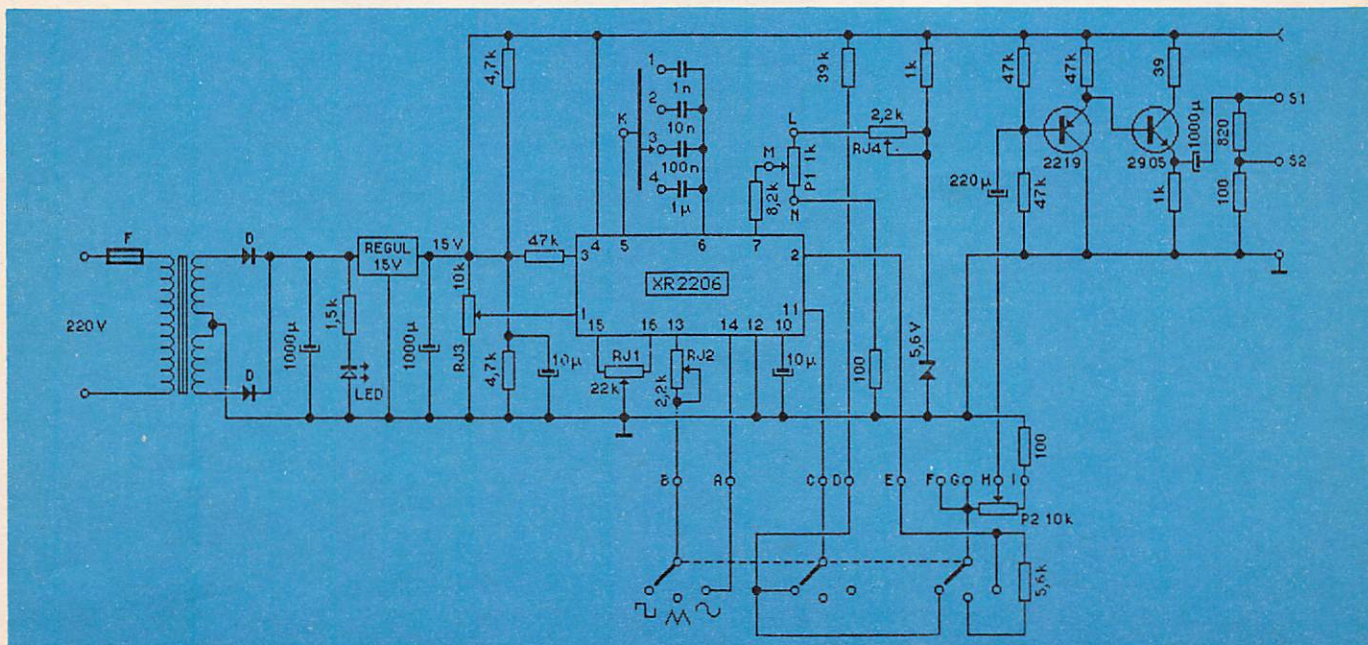 F
220V
D
D
1000µ
1,5k
LED
REGUL
15V
15V
1000µ
10k
RJ3
4,7k
4,7k
47k
10µ
K
1
1n
2
10n
3
100n
4
1µ
4
5
6
7
3
2
XR2206
11
1
15
16
13
14
12
10
RJ1
22k
RJ2
2,2k
10µ
8,2k
M
L
P1 1k
N
39k
1k
2,2k
RJ4
100
5,6V
47k
47k
39
2219
2905
220µ
47k
1k
1000µ
820
100
S1
S2
100
B
A
C
D
E
F
G
H
I
P2 10k
5,6k